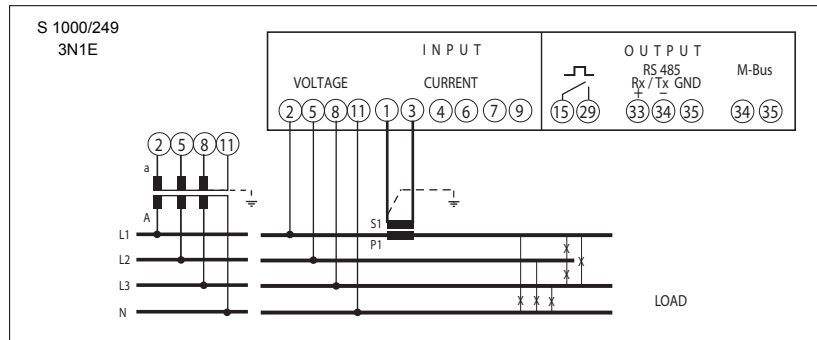 S 1000/249
3N1E
INPUT
OUTPUT
VOLTAGE
CURRENT
RS 485
Rx / Tx GND
+ −
M-Bus
2 5 8 11 1 3 4 6 7 9 15 29 33 34 35 34 35
2 5 8 11
a
A
S1
P1
L1
L2
L3
N
x x x x x x
LOAD